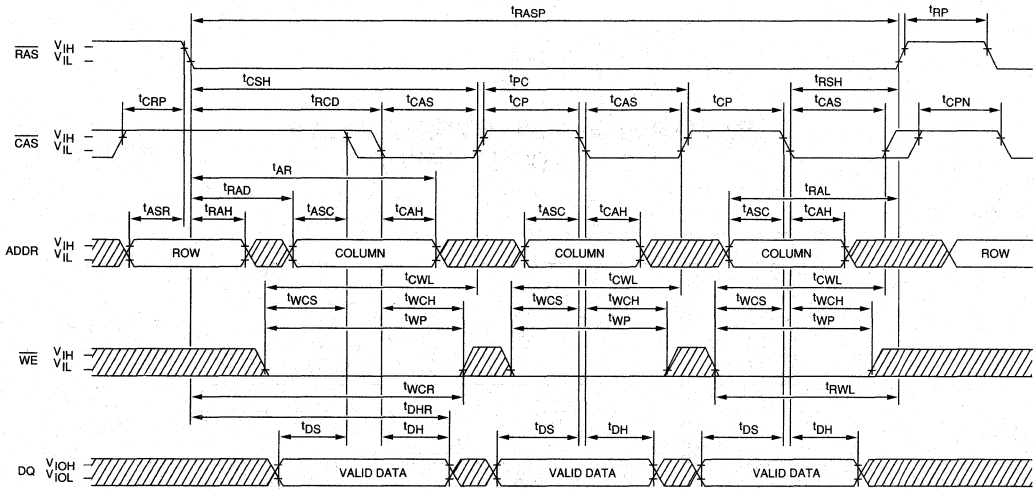 tRASP tRP
RAS VIH
VIL
tCSH tPC tRSH
tCRP tRCD tCAS tCP tCAS tCP tCAS tCPN
CAS VIH
VIL
tAR
tRAD tRAL
tASR tRAH tASC tCAH tASC tCAH tASC tCAH
ADDR VIH
VIL
ROW COLUMN COLUMN COLUMN ROW
tCWL tCWL tCWL
tWCS tWCH tWCS tWCH tWCS tWCH
tWP tWP tWP
WE VIH
VIL
tWCR tRWL
tDHR
tDS tDH tDS tDH tDS tDH
DQ VIOH
VIOL
VALID DATA VALID DATA VALID DATA